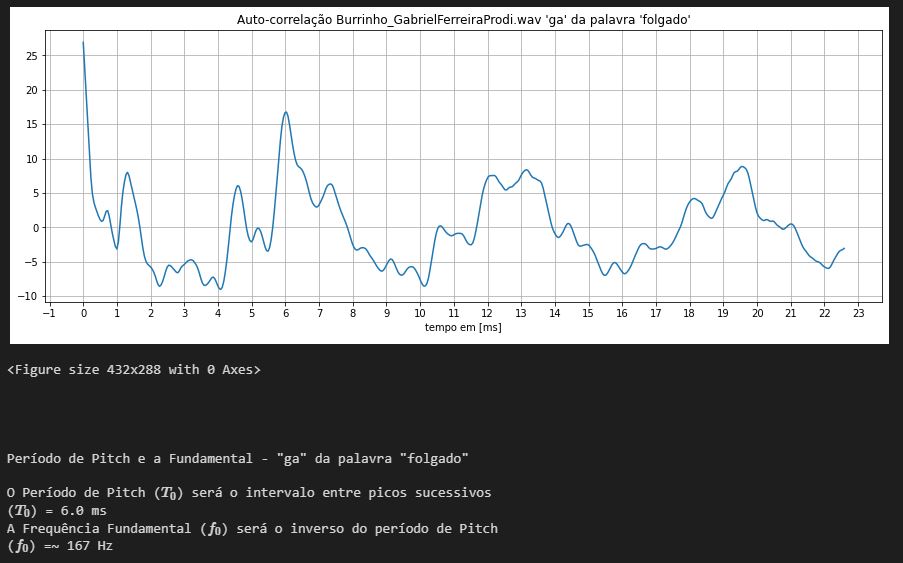 Auto-correlação Burrinho_GabrielFerreiraProdi.wav 'ga' da palavra 'folgado'
25
20
15
10
5
0
−5
−10
−1 0 1 2 3 4 5 6 7 8 9 10 11 12 13 14 15 16 17 18 19 20 21 22 23
tempo em [ms]
<Figure size 432x288 with 0 Axes>
Período de Pitch e a Fundamental - "ga" da palavra "folgado"
O Período de Pitch (T₀) será o intervalo entre picos sucessivos
(T₀) = 6.0 ms
A Frequência Fundamental (f₀) será o inverso do período de Pitch
(f₀) =~ 167 Hz